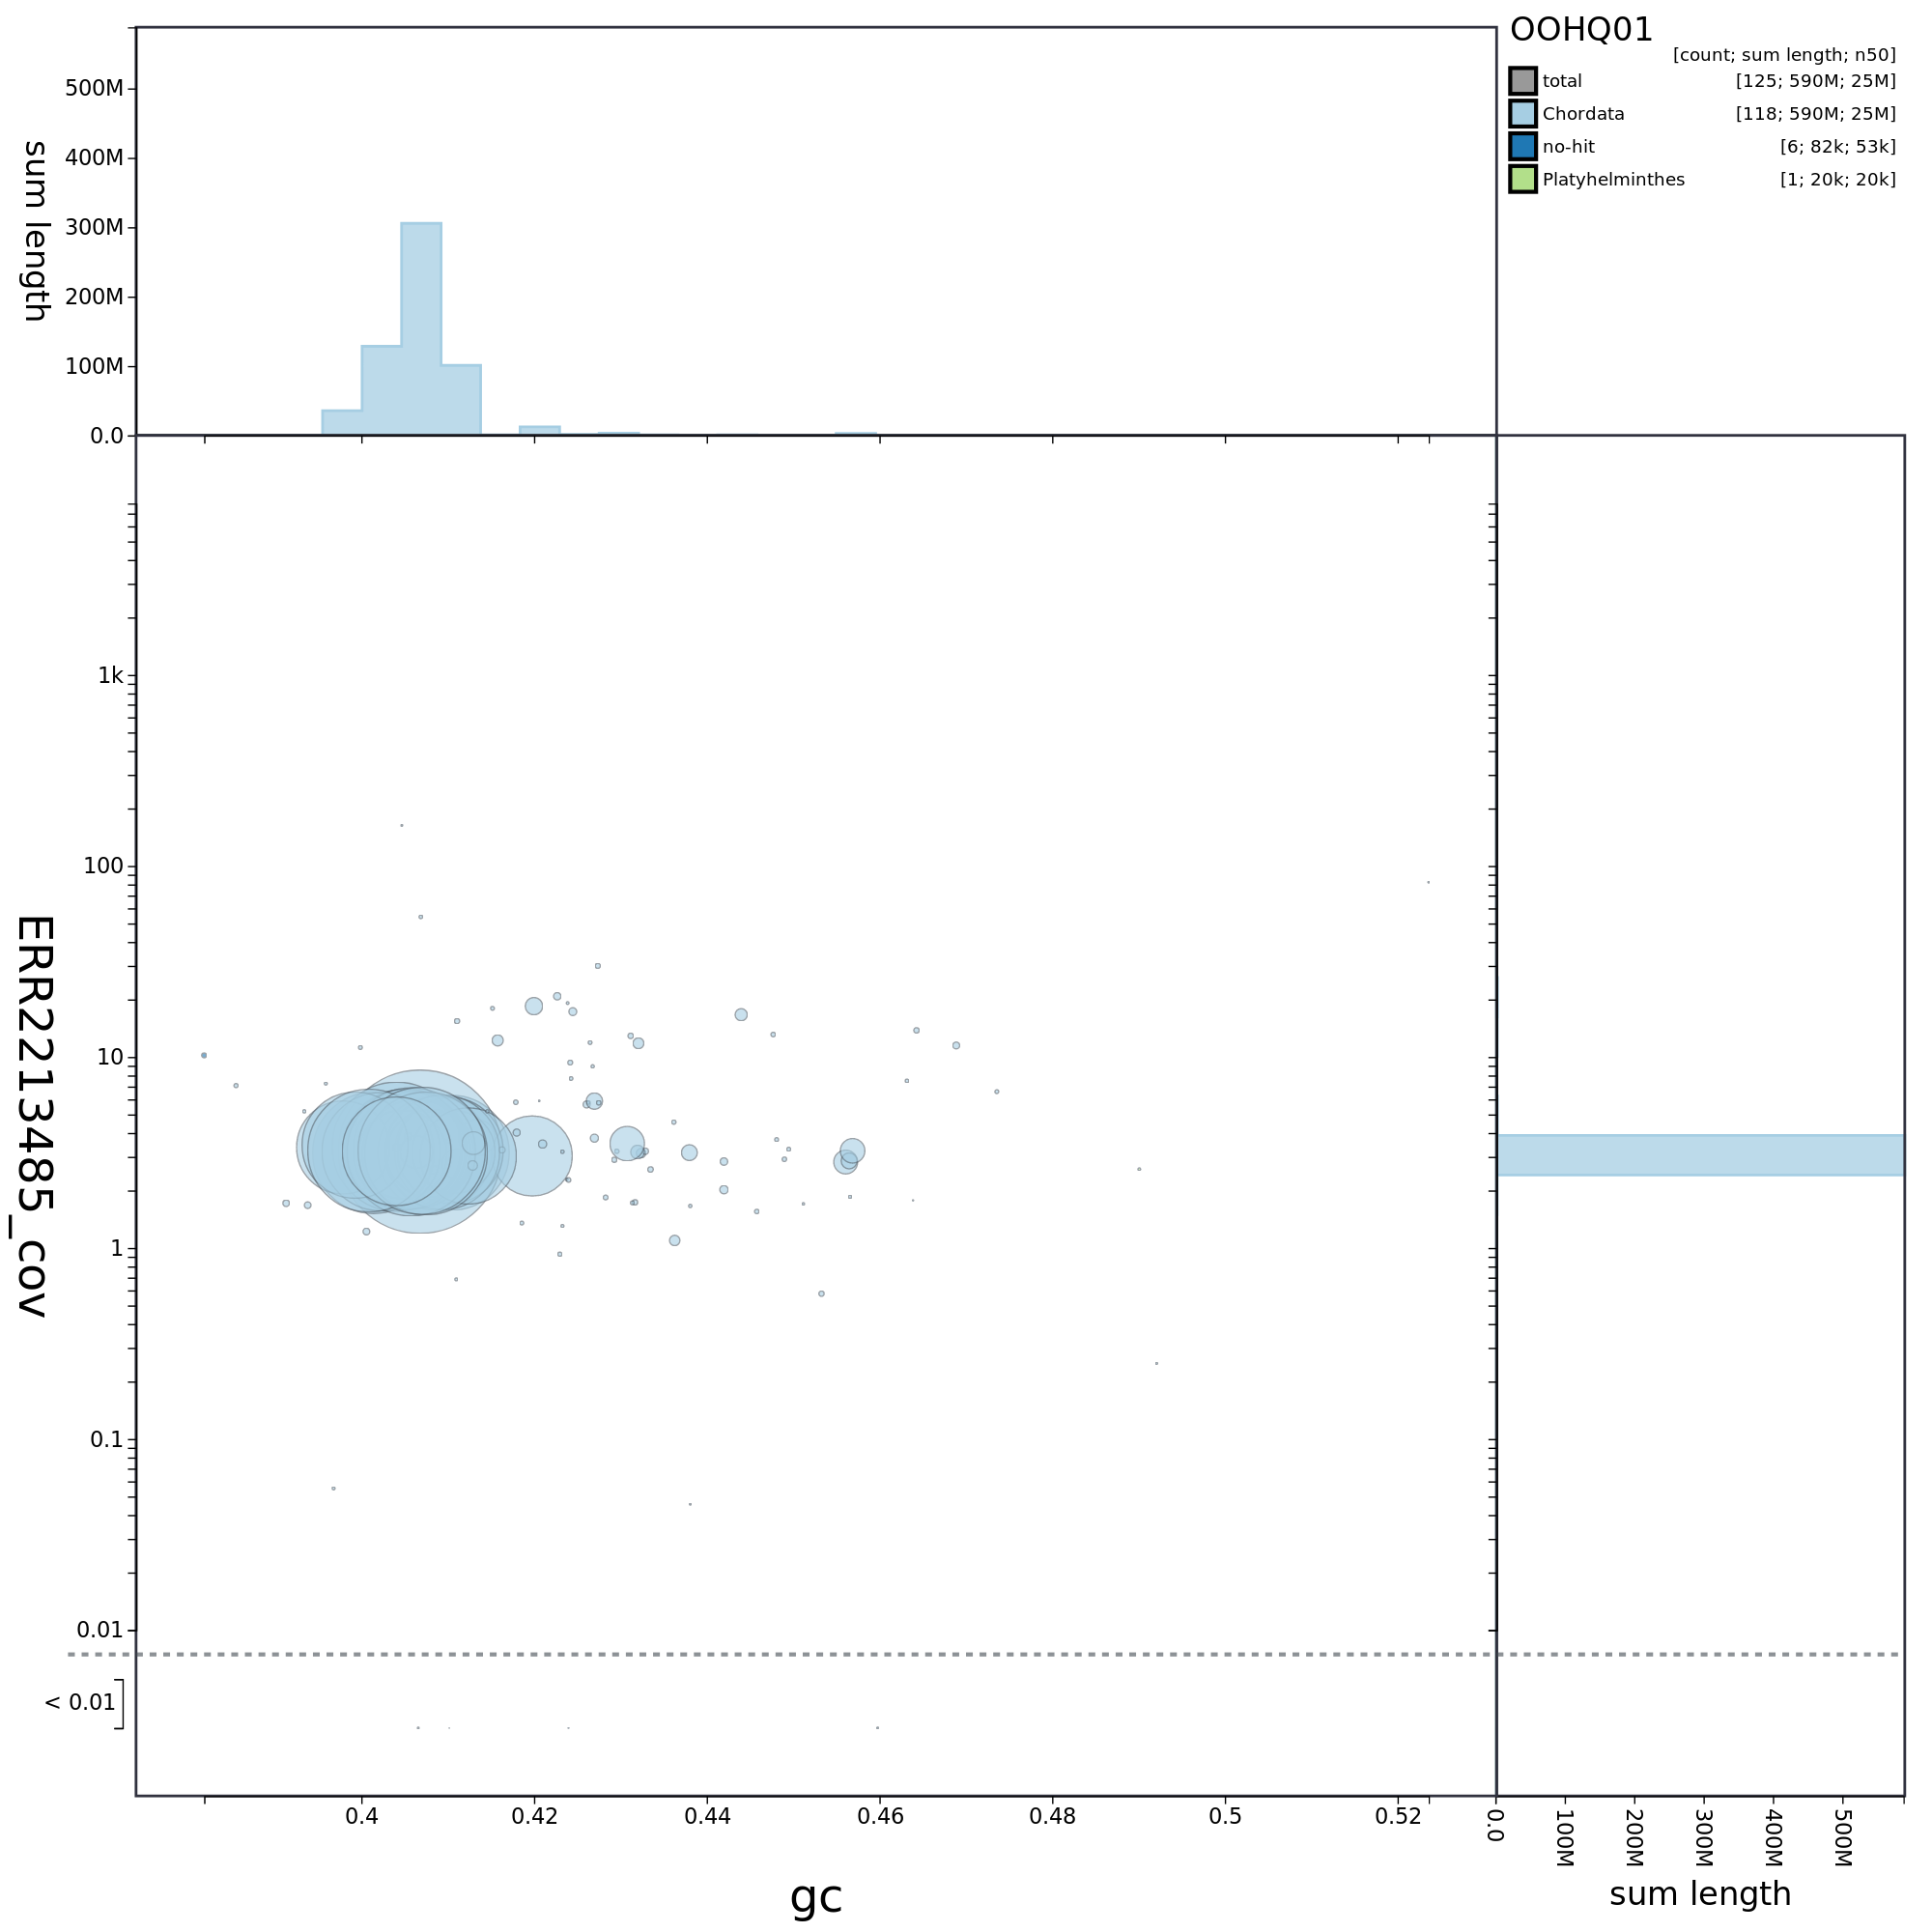 OOHQ01
[count; sum length; n50]
total [125; 590M; 25M]
Chordata [118; 590M; 25M]
no-hit [6; 82k; 53k]
Platyhelminthes [1; 20k; 20k]
sum length
500M
400M
300M
200M
100M
0.0
ERR2213485_cov
1k
100
10
1
0.1
0.01
< 0.01
0.4 0.42 0.44 0.46 0.48 0.5 0.52
gc
0.0 100M 200M 300M 400M 500M
sum length